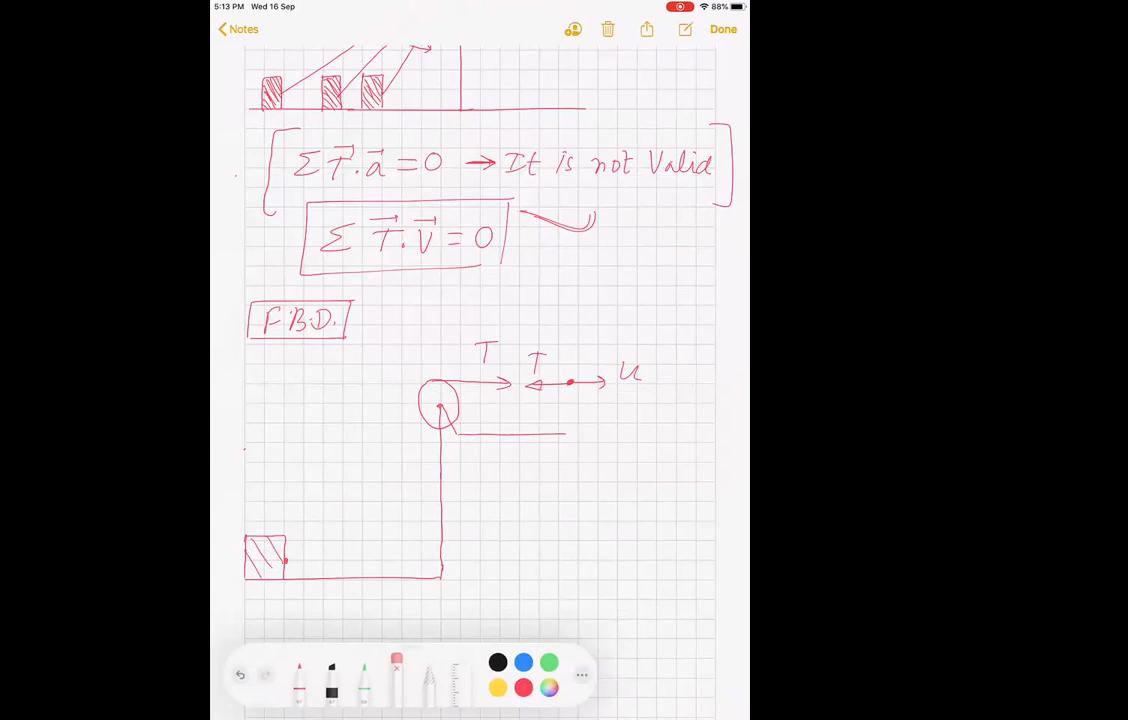 5:13 PM Wed 16 Sep
88%
Notes
Done
Σ T⃗ . a⃗ = 0 → It is not Valid
Σ T⃗ . V⃗ = 0
F.B.D.
T
T
u